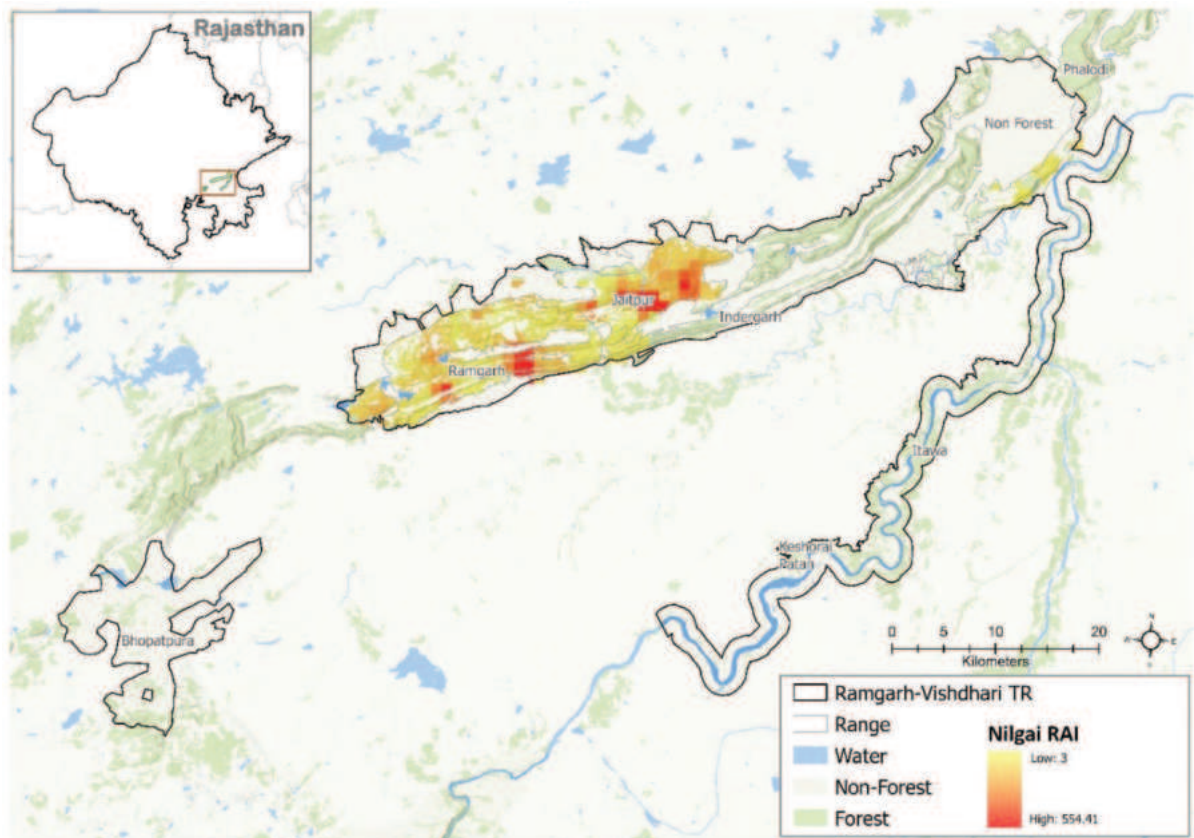 Rajasthan
Phalodi
Non Forest
Jaitpur
Indergarh
Ramgarh
Itawa
Keshorai
Patan
Bhopatpura
0 5 10 20
Kilometers
N
W E
S
Ramgarh-Vishdhari TR
Range
Water
Non-Forest
Forest
Nilgai RAI
Low: 3
High: 554.41